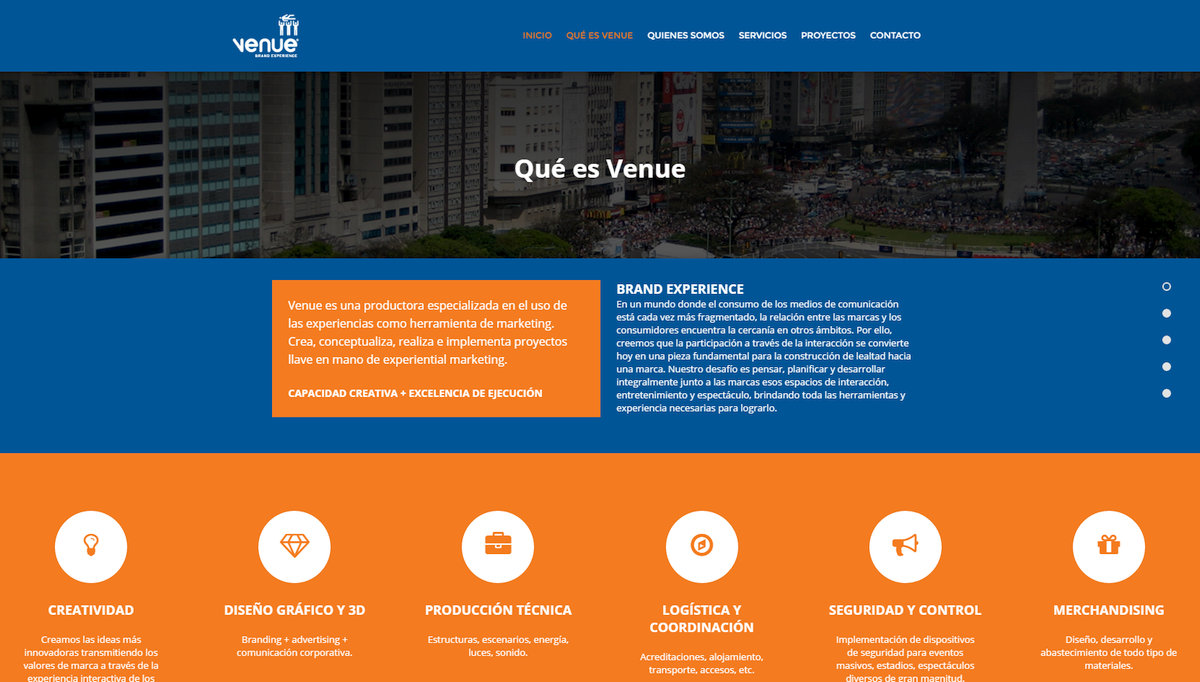 venue
BRAND EXPERIENCE
INICIO QUÉ ES VENUE QUIENES SOMOS SERVICIOS PROYECTOS CONTACTO
Qué es Venue
Venue es una productora especializada en el uso de
las experiencias como herramienta de marketing.
Crea, conceptualiza, realiza e implementa proyectos
llave en mano de experiential marketing.
CAPACIDAD CREATIVA + EXCELENCIA DE EJECUCIÓN
BRAND EXPERIENCE
En un mundo donde el consumo de los medios de comunicación
está cada vez más fragmentado, la relación entre las marcas y los
consumidores encuentra la cercanía en otros ámbitos. Por ello,
creemos que la participación a través de la interacción se convierte
hoy en una pieza fundamental para la construcción de lealtad hacia
una marca. Nuestro desafío es pensar, planificar y desarrollar
integralmente junto a las marcas esos espacios de interacción,
entretenimiento y espectáculo, brindando toda las herramientas y
experiencia necesarias para lograrlo.
CREATIVIDAD
Creamos las ideas más
innovadoras transmitiendo los
valores de marca a través de la
experiencia interactiva de los
DISEÑO GRÁFICO Y 3D
Branding + advertising +
comunicación corporativa.
PRODUCCIÓN TÉCNICA
Estructuras, escenarios, energía,
luces, sonido.
LOGÍSTICA Y
COORDINACIÓN
Acreditaciones, alojamiento,
transporte, accesos, etc.
SEGURIDAD Y CONTROL
Implementación de dispositivos
de seguridad para eventos
masivos, estadios, espectáculos
diversos de gran magnitud.
MERCHANDISING
Diseño, desarrollo y
abastecimiento de todo tipo de
materiales.